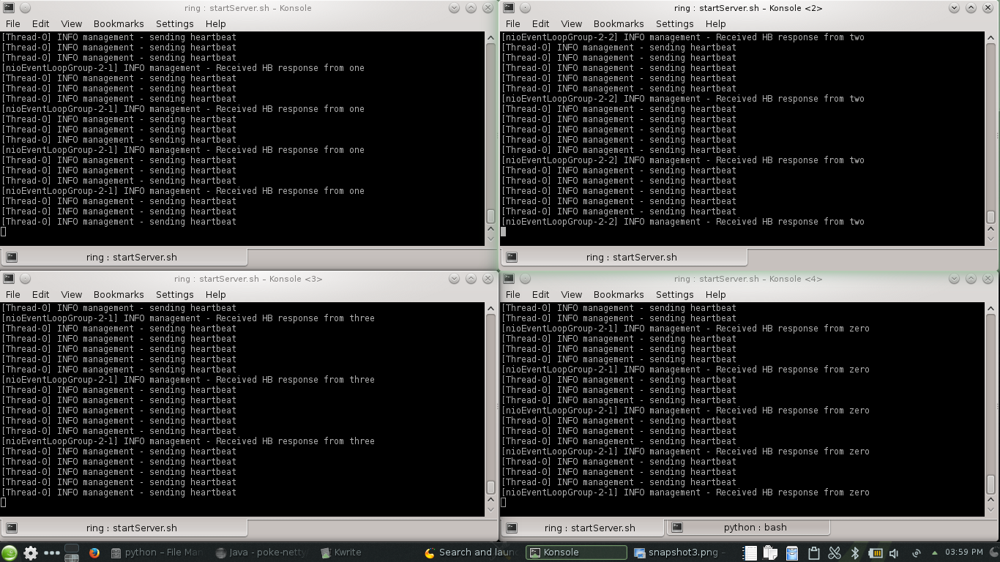 ring : startServer.sh – Konsole
File Edit View Bookmarks Settings Help
[Thread-0] INFO management - sending heartbeat
[Thread-0] INFO management - sending heartbeat
[Thread-0] INFO management - sending heartbeat
[nioEventLoopGroup-2-1] INFO management - Received HB response from one
[Thread-0] INFO management - sending heartbeat
[Thread-0] INFO management - sending heartbeat
[Thread-0] INFO management - sending heartbeat
[nioEventLoopGroup-2-1] INFO management - Received HB response from one
[Thread-0] INFO management - sending heartbeat
[Thread-0] INFO management - sending heartbeat
[Thread-0] INFO management - sending heartbeat
[nioEventLoopGroup-2-1] INFO management - Received HB response from one
[Thread-0] INFO management - sending heartbeat
[Thread-0] INFO management - sending heartbeat
[Thread-0] INFO management - sending heartbeat
[nioEventLoopGroup-2-1] INFO management - Received HB response from one
[Thread-0] INFO management - sending heartbeat
[Thread-0] INFO management - sending heartbeat
[Thread-0] INFO management - sending heartbeat
ring : startServer.sh
ring : startServer.sh – Konsole <2>
File Edit View Bookmarks Settings Help
[nioEventLoopGroup-2-2] INFO management - Received HB response from two
[Thread-0] INFO management - sending heartbeat
[Thread-0] INFO management - sending heartbeat
[Thread-0] INFO management - sending heartbeat
[Thread-0] INFO management - sending heartbeat
[Thread-0] INFO management - sending heartbeat
[nioEventLoopGroup-2-2] INFO management - Received HB response from two
[Thread-0] INFO management - sending heartbeat
[Thread-0] INFO management - sending heartbeat
[Thread-0] INFO management - sending heartbeat
[Thread-0] INFO management - sending heartbeat
[Thread-0] INFO management - sending heartbeat
[nioEventLoopGroup-2-2] INFO management - Received HB response from two
[Thread-0] INFO management - sending heartbeat
[Thread-0] INFO management - sending heartbeat
[Thread-0] INFO management - sending heartbeat
[Thread-0] INFO management - sending heartbeat
[Thread-0] INFO management - sending heartbeat
[nioEventLoopGroup-2-2] INFO management - Received HB response from two
ring : startServer.sh
ring : startServer.sh – Konsole <3>
File Edit View Bookmarks Settings Help
[Thread-0] INFO management - sending heartbeat
[nioEventLoopGroup-2-1] INFO management - Received HB response from three
[Thread-0] INFO management - sending heartbeat
[Thread-0] INFO management - sending heartbeat
[Thread-0] INFO management - sending heartbeat
[Thread-0] INFO management - sending heartbeat
[Thread-0] INFO management - sending heartbeat
[nioEventLoopGroup-2-1] INFO management - Received HB response from three
[Thread-0] INFO management - sending heartbeat
[Thread-0] INFO management - sending heartbeat
[Thread-0] INFO management - sending heartbeat
[Thread-0] INFO management - sending heartbeat
[Thread-0] INFO management - sending heartbeat
[nioEventLoopGroup-2-1] INFO management - Received HB response from three
[Thread-0] INFO management - sending heartbeat
[Thread-0] INFO management - sending heartbeat
[Thread-0] INFO management - sending heartbeat
[Thread-0] INFO management - sending heartbeat
[Thread-0] INFO management - sending heartbeat
ring : startServer.sh
ring : startServer.sh – Konsole <4>
File Edit View Bookmarks Settings Help
[Thread-0] INFO management - sending heartbeat
[Thread-0] INFO management - sending heartbeat
[nioEventLoopGroup-2-1] INFO management - Received HB response from zero
[Thread-0] INFO management - sending heartbeat
[Thread-0] INFO management - sending heartbeat
[Thread-0] INFO management - sending heartbeat
[nioEventLoopGroup-2-1] INFO management - Received HB response from zero
[Thread-0] INFO management - sending heartbeat
[Thread-0] INFO management - sending heartbeat
[Thread-0] INFO management - sending heartbeat
[nioEventLoopGroup-2-1] INFO management - Received HB response from zero
[Thread-0] INFO management - sending heartbeat
[Thread-0] INFO management - sending heartbeat
[Thread-0] INFO management - sending heartbeat
[nioEventLoopGroup-2-1] INFO management - Received HB response from zero
[Thread-0] INFO management - sending heartbeat
[Thread-0] INFO management - sending heartbeat
[Thread-0] INFO management - sending heartbeat
[nioEventLoopGroup-2-1] INFO management - Received HB response from zero
ring : startServer.sh python : bash
python – File Man Java - poke-netty Kwrite Search and laun Konsole snapshot3.png – 03:59 PM